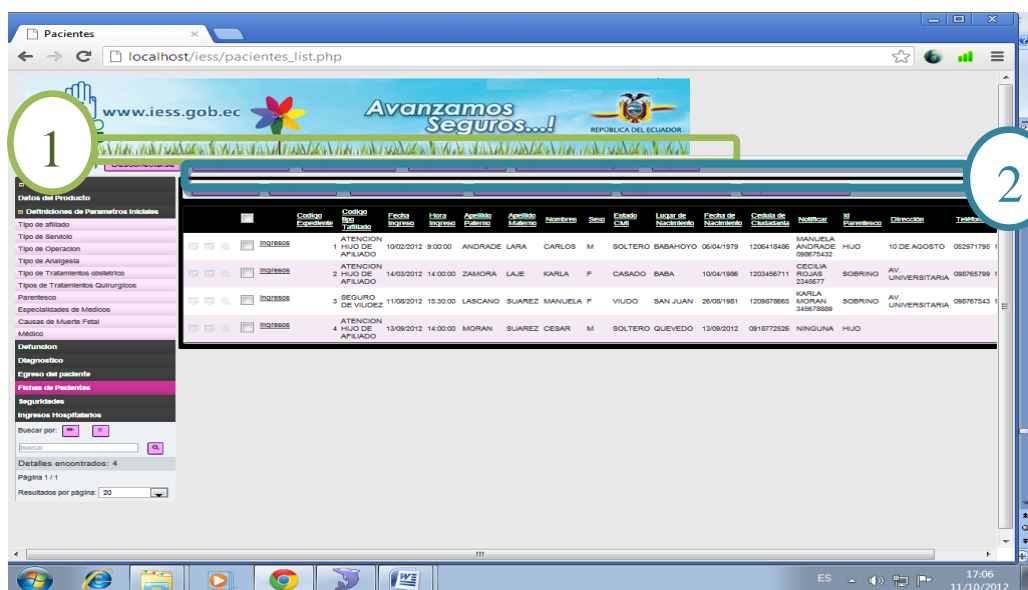 Pacientes
localhost/iess/pacientes_list.php
www.iess.gob.ec
Avanzamos
Seguros...!
REPÚBLICA DEL ECUADOR
1
2
Datos del Producto
Definiciones de Parametros Iniciales
Tipo de afiliado
Tipo de Servicio
Tipo de Operacion
Tipo de Analgesia
Tipo de Tratamientos obstetrico
Tipos de Tratamientos Quirurgicos
Parentesco
Especialidades de Medicos
Causas de Muerte Fetal
Médico
Defuncion
Diagnostico
Egreso del paciente
Fichas de Pacientes
Seguridades
Ingresos Hospitalarios
Buscar por:
buscar
Detalles encontrados: 4
Página 1 / 1
Resultados por página: 20
Codigo Expediente Codigo tipo Tafiliado Fecha Ingreso Hora Ingreso Apellido Paterno Apellido Materno Nombres Sexo Estado Civil Lugar de Nacimiento Fecha de Nacimiento Cedula de Ciudadania Notificar Id Parentesco Dirección
Ingresos 1 ATENCION HIJO DE AFILIADO 10/02/2012 9:00:00 ANDRADE LARA CARLOS M SOLTERO BABAHOYO 06/04/1979 1206418486 MANUELA ANDRADE 098675432 HIJO 10 DE AGOSTO 052971795
Ingresos 2 ATENCION HIJO DE AFILIADO 14/03/2012 14:00:00 ZAMORA LAJE KARLA F CASADO BABA 10/04/1986 1203456711 CECILIA ROJAS 2345677 SOBRINO AV. UNIVERSITARIA 098765799
Ingresos 3 SEGURO DE VIUDEZ 11/08/2012 15:30:00 LASCANO SUAREZ MANUELA F VIUDO SAN JUAN 26/08/1981 1209878665 KARLA MORAN 345678889 SOBRINO AV. UNIVERSITARIA 098767543
Ingresos 4 ATENCION HIJO DE AFILIADO 13/09/2012 14:00:00 MORAN SUAREZ CESAR M SOLTERO QUEVEDO 13/09/2012 0918772526 NINGUNA HIJO
ES
17:06
11/10/2012